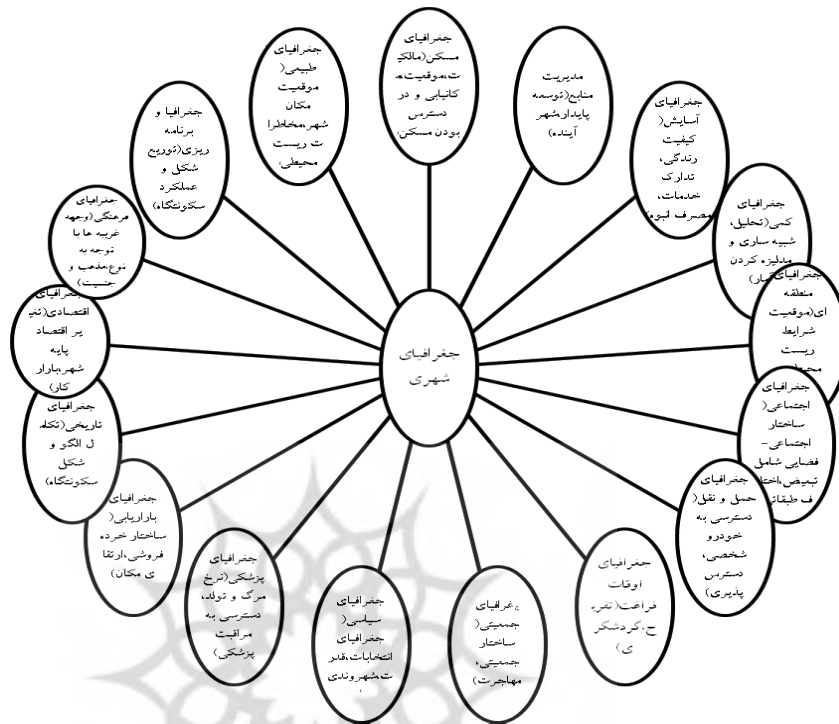 جغرافیای
شهری
جغرافیای
مسکن(مالکی
ت،موقعیت،م
کانیابی و در
دسترس
بودن مسکن)
مدیریت
منابع(توسعه
پایدار،شهر
آینده)
جغرافیای
آسایش(
کیفیت
زندگی،
تدارک
خدمات،
مصرف انبوه)
جغرافیای
کمی(تحلیل،
شبیه سازی و
مدلیزه کردن
جغرافیای
منطقه
ای(موقعیت
شرایط
زیست
جغرافیای
اجتماعی(
ساختار
اجتماعی-
فضایی شامل
تبعیض،اختلا
ف طبقاتی
جغرافیای
حمل و نقل(
دسترسی به
خودرو
شخصی،
دسترس
پذیری)
جغرافیای
اوقات
فراغت(تفری
ح،گردشگر
ی)
جغرافیای
جمعیتی(
ساختار
جمعیتی،
مهاجرت)
جغرافیای
سیاسی(
جغرافیای
انتخابات،قدر
ت،شهروندی
جغرافیای
پزشکی(نرخ
مرگ و تولد،
دسترسی به
مراقبت
پزشکی)
جغرافیای
بازاریابی(
ساختار خرده
فروشی،ارتقا
ی مکان)
جغرافیای
تاریخی(تکام
ل الگو و
شکل
سکونتگاه)
جغرافیای
اقتصادی(تغی
یر اقتصاد
پایه
شهر،بازار
کار)
جغرافیای
فرهنگی(وجهه
غریبه ها با
توجه به
نوع،مذهب و
جنسیت)
جغرافیا و
برنامه
ریزی(توزیع
شکل و
عملکرد
سکونتگاه)
جغرافیای
طبیعی(
موقعیت
مکان
شهر،مخاطرا
ت زیست
محیطی)